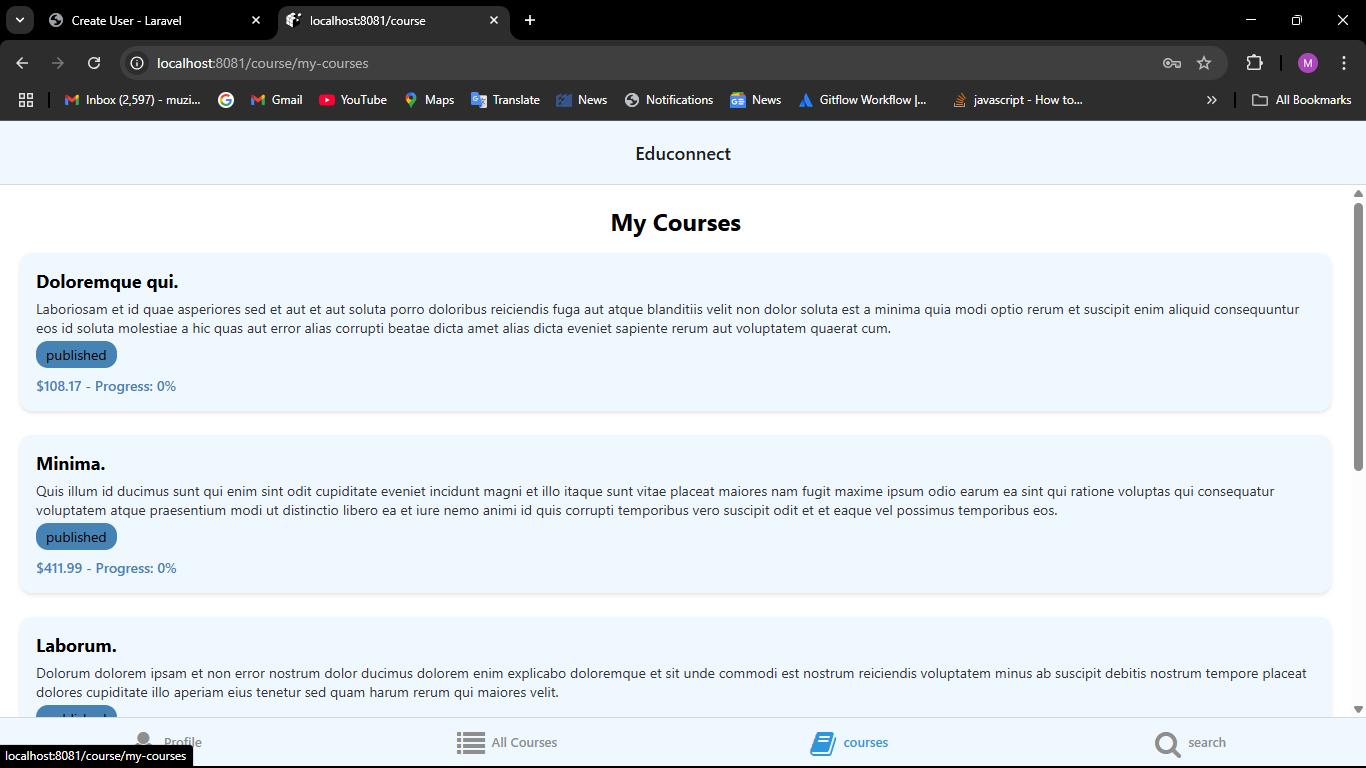 Create User - Laravel
localhost:8081/course
localhost:8081/course/my-courses
M
Inbox (2,597) - muzi...
Gmail
YouTube
Maps
Translate
News
Notifications
News
Gitflow Workflow |...
javascript - How to...
All Bookmarks
Educonnect
My Courses
Doloremque qui.
Laboriosam et id quae asperiores sed et aut et aut soluta porro doloribus reiciendis fuga aut atque blanditiis velit non dolor soluta est a minima quia modi optio rerum et suscipit enim aliquid consequuntur
eos id soluta molestiae a hic quas aut error alias corrupti beatae dicta amet alias dicta eveniet sapiente rerum aut voluptatem quaerat cum.
published
$108.17 - Progress: 0%
Minima.
Quis illum id ducimus sunt qui enim sint odit cupiditate eveniet incidunt magni et illo itaque sunt vitae placeat maiores nam fugit maxime ipsum odio earum ea sint qui ratione voluptas qui consequatur
voluptatem atque praesentium modi ut distinctio libero ea et iure nemo animi id quis corrupti temporibus vero suscipit odit et et eaque vel possimus temporibus eos.
published
$411.99 - Progress: 0%
Laborum.
Dolorum dolorem ipsam et non error nostrum dolor ducimus dolorem enim explicabo doloremque et sit unde commodi est nostrum reiciendis voluptatem minus ab suscipit debitis nostrum tempore placeat
dolores cupiditate illo aperiam eius tenetur sed quam harum rerum qui maiores velit.
Profile
All Courses
courses
search
localhost:8081/course/my-courses